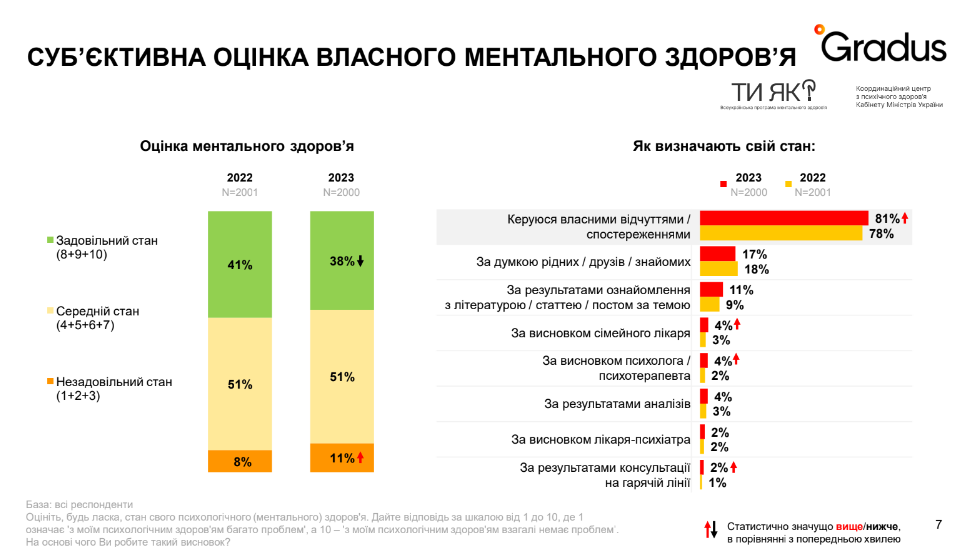 СУБ’ЄКТИВНА ОЦІНКА ВЛАСНОГО МЕНТАЛЬНОГО ЗДОРОВ’Я
Gradus
ТИ ЯК?
Всеукраїнська програма ментального здоров'я
Координаційний центр
з психічного здоров'я
Кабінету Міністрів України
Оцінка ментального здоров’я
2022
N=2001
2023
N=2000
Задовільний стан
(8+9+10)
41%
38%
Середній стан
(4+5+6+7)
51%
51%
Незадовільний стан
(1+2+3)
8%
11%
Як визначають свій стан:
2023
N=2000
2022
N=2001
Керуюся власними відчуттями /
спостереженнями
81%
78%
За думкою рідних / друзів / знайомих
17%
18%
За результатами ознайомлення
з літературою / статтею / постом за темою
11%
9%
За висновком сімейного лікаря
4%
3%
За висновком психолога /
психотерапевта
4%
2%
За результатами аналізів
4%
3%
За висновком лікаря-психіатра
2%
2%
За результатами консультації
на гарячій лінії
2%
1%
База: всі респонденти
Оцініть, будь ласка, стан свого психологічного (ментального) здоров'я. Дайте відповідь за шкалою від 1 до 10, де 1
означає 'з моїм психологічним здоров'ям багато проблем', а 10 – 'з моїм психологічним здоров'ям взагалі немає проблем'.
На основі чого Ви робите такий висновок?
Статистично значущо вище/нижче,
в порівнянні з попередньою хвилею
7